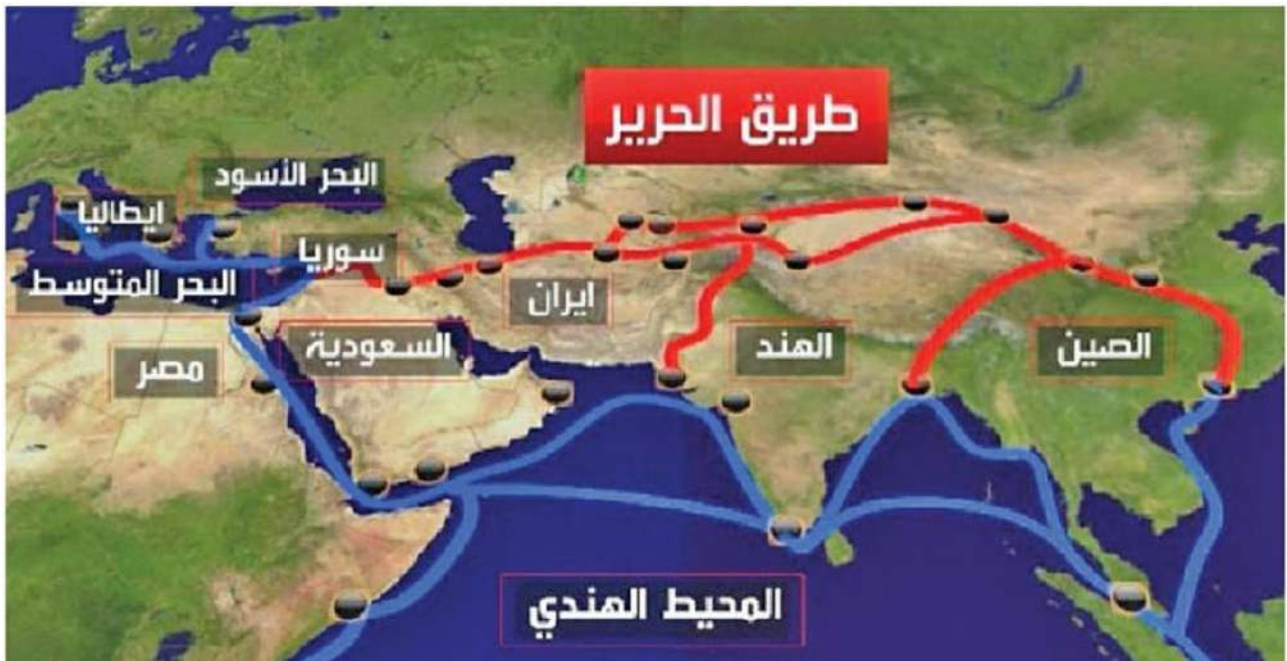 طريق الحرير
البحر الأسود
ايطاليا
سوريا
البحر المتوسط
ايران
السعودية
الهند
الصين
مصر
المحيط الهندي